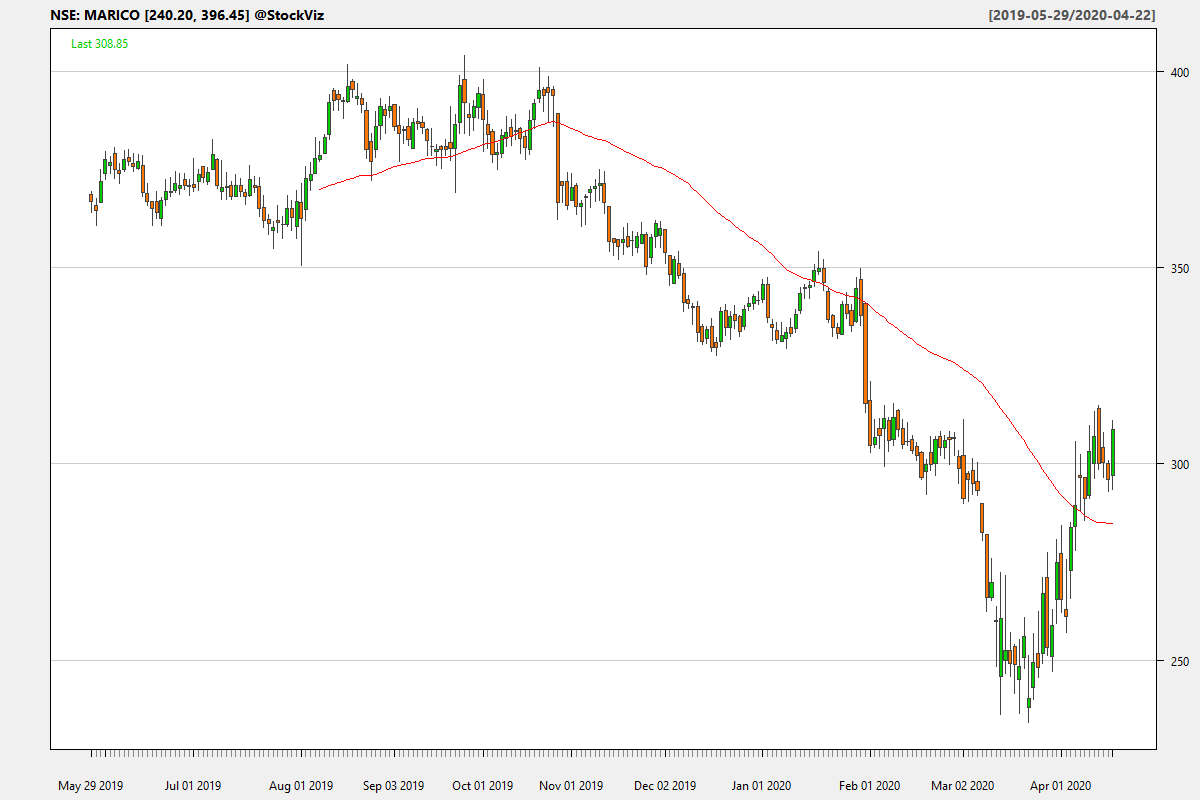 NSE: MARICO [240.20, 396.45] @StockViz
[2019-05-29/2020-04-22]
Last 308.85
400
350
300
250
May 29 2019 Jul 01 2019 Aug 01 2019 Sep 03 2019 Oct 01 2019 Nov 01 2019 Dec 02 2019 Jan 01 2020 Feb 01 2020 Mar 02 2020 Apr 01 2020